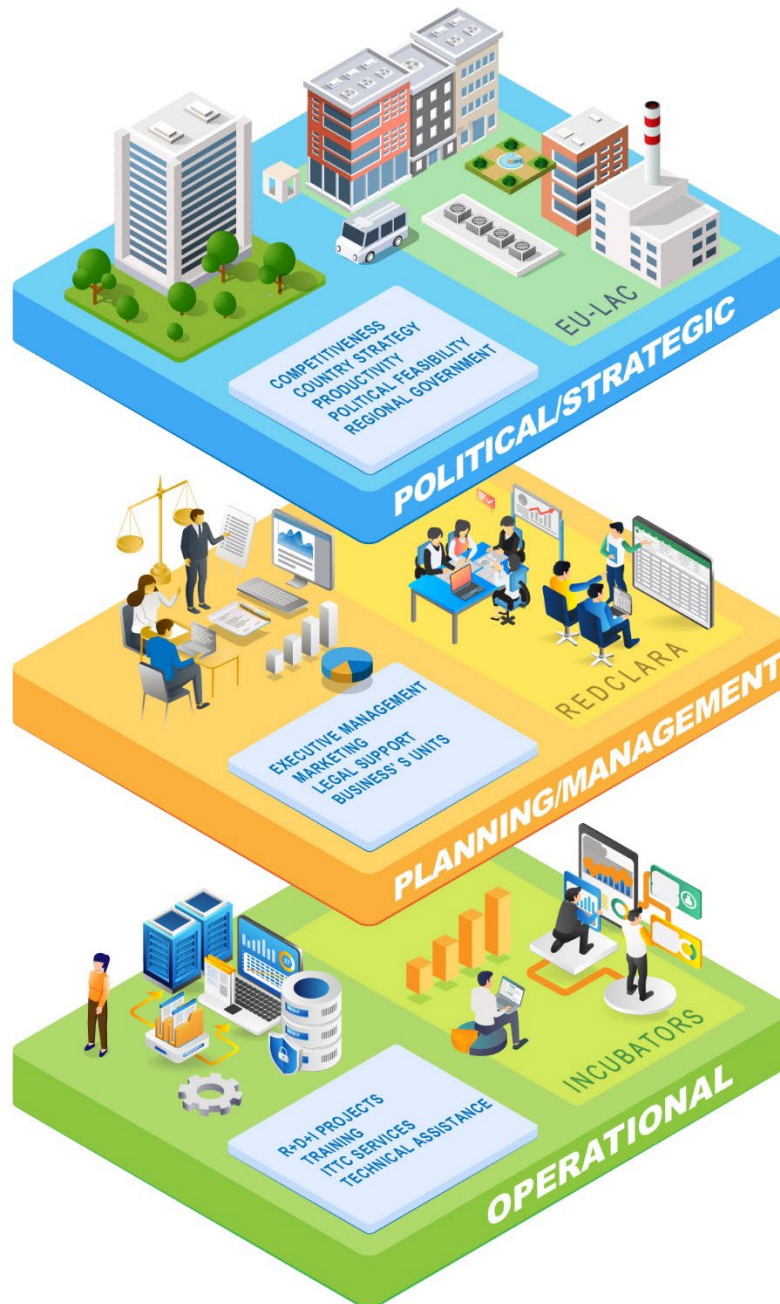 EU-LAC
COMPETITIVENESS
COUNTRY STRATEGY
PRODUCTIVITY
POLITICAL FEASIBILITY
REGIONAL GOVERNMENT
POLITICAL/STRATEGIC
REDCLARA
EXECUTIVE MANAGEMENT
MARKETING
LEGAL SUPPORT
BUSINESS' S UNITS
PLANNING/MANAGEMENT
INCUBATORS
R+D+I PROJECTS
TRAINING
ITTC SERVICES
TECHNICAL ASSISTANCE
OPERATIONAL